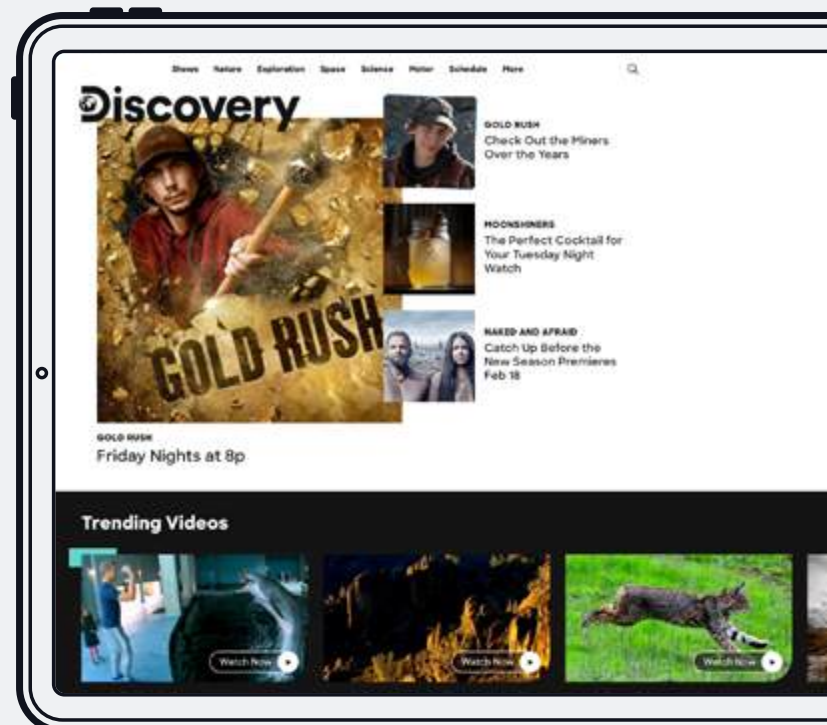 Shows Nature Exploration Space Science Motor Schedule More
Discovery
GOLD RUSH
GOLD RUSH
Friday Nights at 8p
GOLD RUSH
Check Out the Miners
Over the Years
MOONSHINERS
The Perfect Cocktail for
Your Tuesday Night
Watch
NAKED AND AFRAID
Catch Up Before the
New Season Premieres
Feb 18
Trending Videos
Watch Now
Watch Now
Watch Now